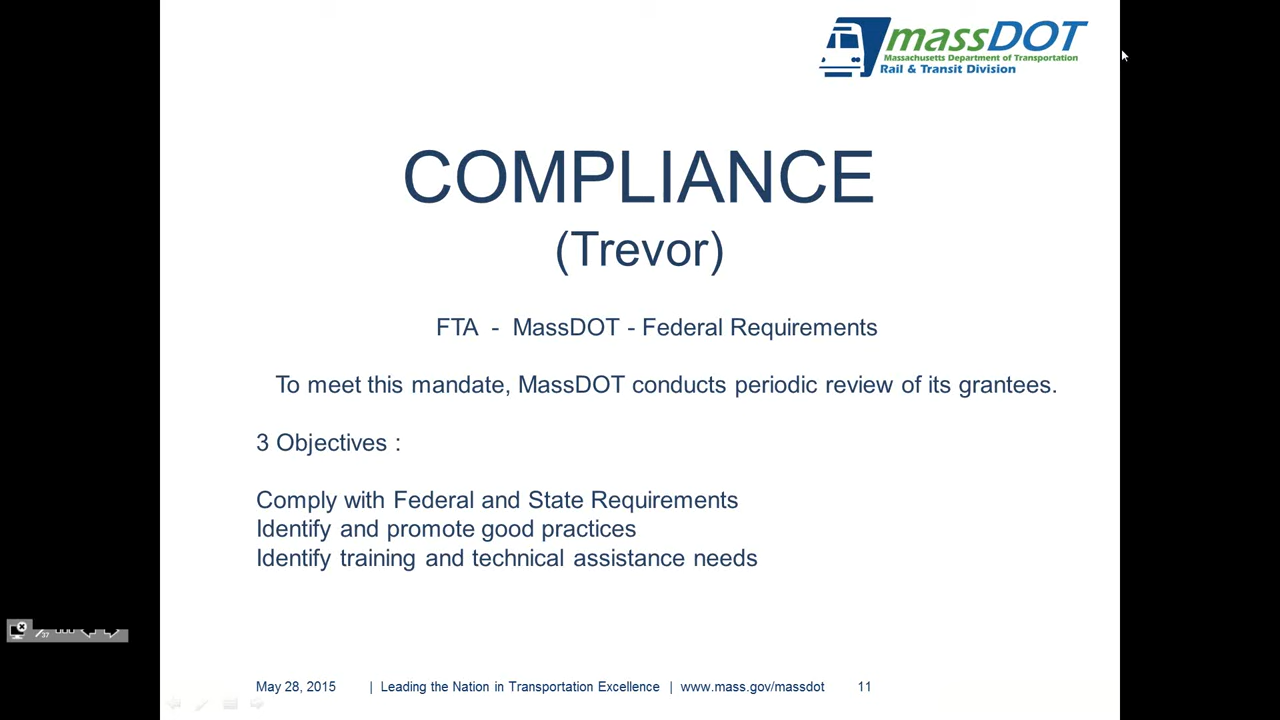 massDOT
Massachusetts Department of Transportation
Rail & Transit Division
COMPLIANCE
(Trevor)
FTA - MassDOT - Federal Requirements
To meet this mandate, MassDOT conducts periodic review of its grantees.
3 Objectives :
Comply with Federal and State Requirements
Identify and promote good practices
Identify training and technical assistance needs
37
May 28, 2015 | Leading the Nation in Transportation Excellence | www.mass.gov/massdot 11